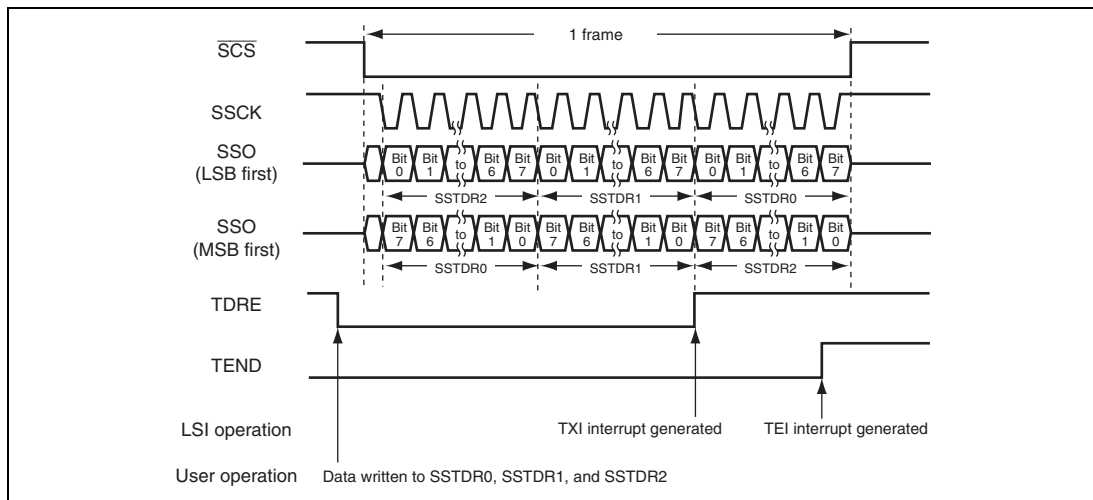 1 frame
SCS
SSCK
SSO
(LSB first)
Bit 0 Bit 1 to Bit 6 Bit 7 Bit 0 Bit 1 to Bit 6 Bit 7 Bit 0 Bit 1 to Bit 6 Bit 7
SSTDR2 SSTDR1 SSTDR0
SSO
(MSB first)
Bit 7 Bit 6 to Bit 1 Bit 0 Bit 7 Bit 6 to Bit 1 Bit 0 Bit 7 Bit 6 to Bit 1 Bit 0
SSTDR0 SSTDR1 SSTDR2
TDRE
TEND
LSI operation TXI interrupt generated TEI interrupt generated
User operation Data written to SSTDR0, SSTDR1, and SSTDR2